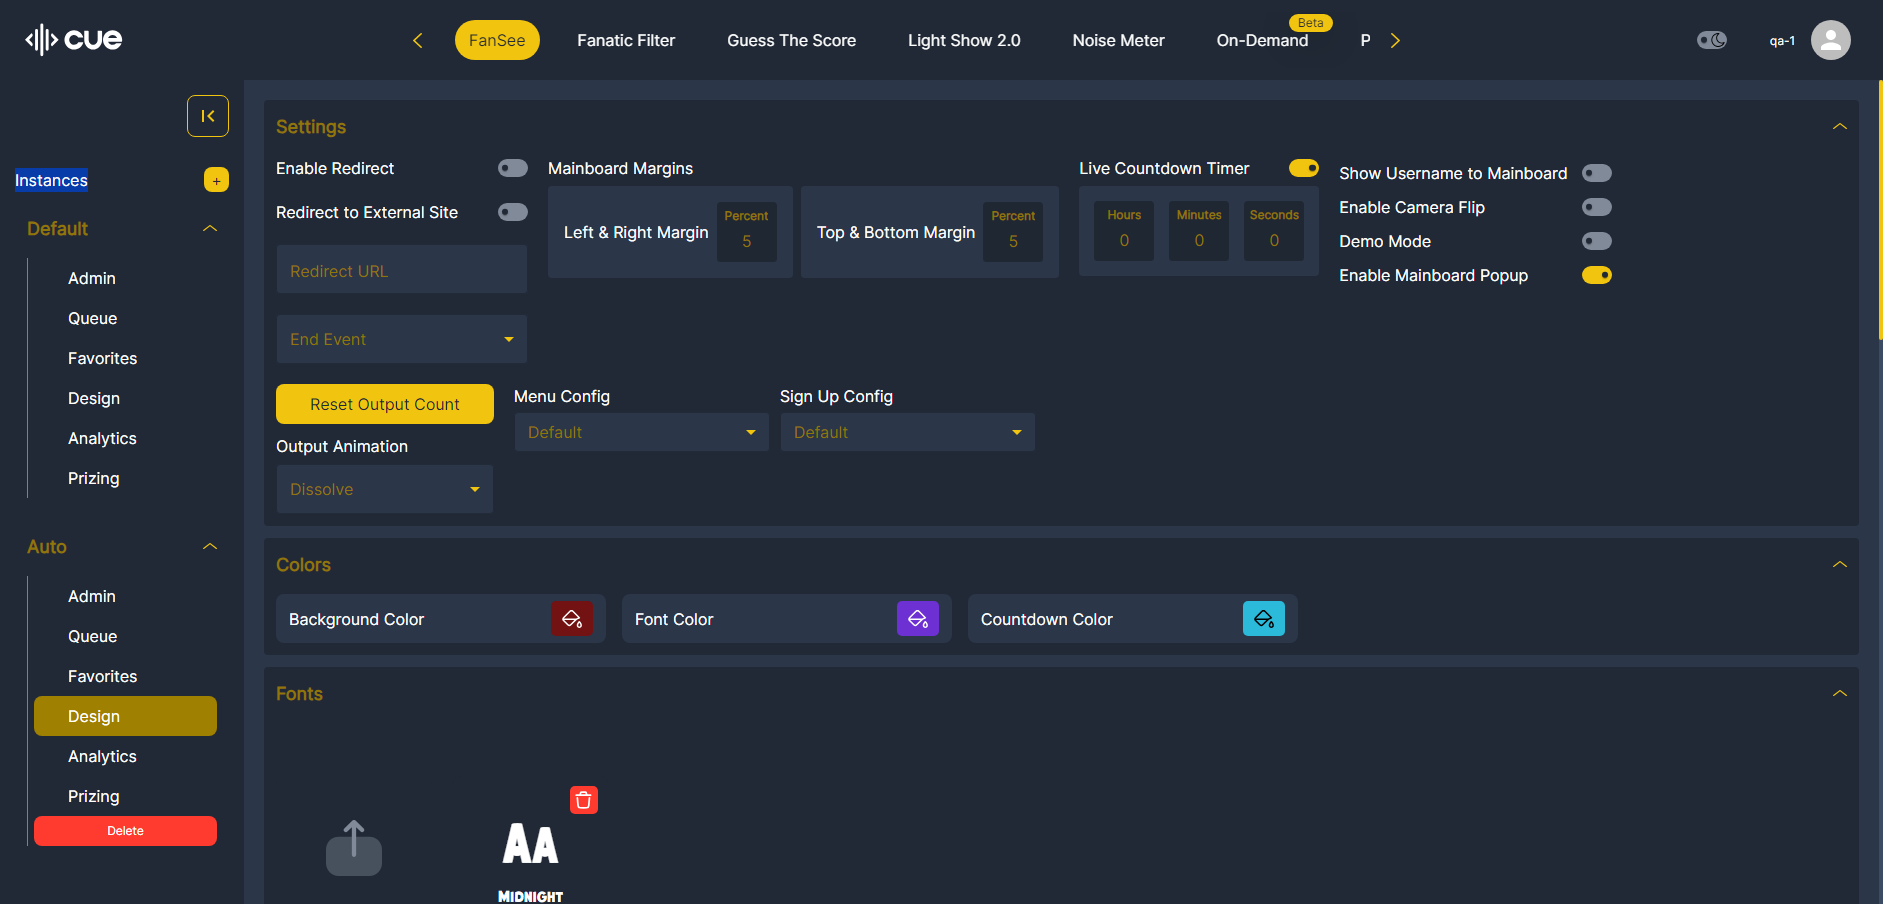 cue
FanSee
Fanatic Filter
Guess The Score
Light Show 2.0
Noise Meter
On-Demand
Beta
P
qa-1
Instances
+
Default
Admin
Queue
Favorites
Design
Analytics
Prizing
Auto
Admin
Queue
Favorites
Design
Analytics
Prizing
Delete
Settings
Enable Redirect
Redirect to External Site
Redirect URL
End Event
Mainboard Margins
Left & Right Margin
Percent
5
Top & Bottom Margin
Percent
5
Live Countdown Timer
Hours
0
Minutes
0
Seconds
0
Show Username to Mainboard
Enable Camera Flip
Demo Mode
Enable Mainboard Popup
Reset Output Count
Output Animation
Dissolve
Menu Config
Default
Sign Up Config
Default
Colors
Background Color
Font Color
Countdown Color
Fonts
AA
MIDNIGHT